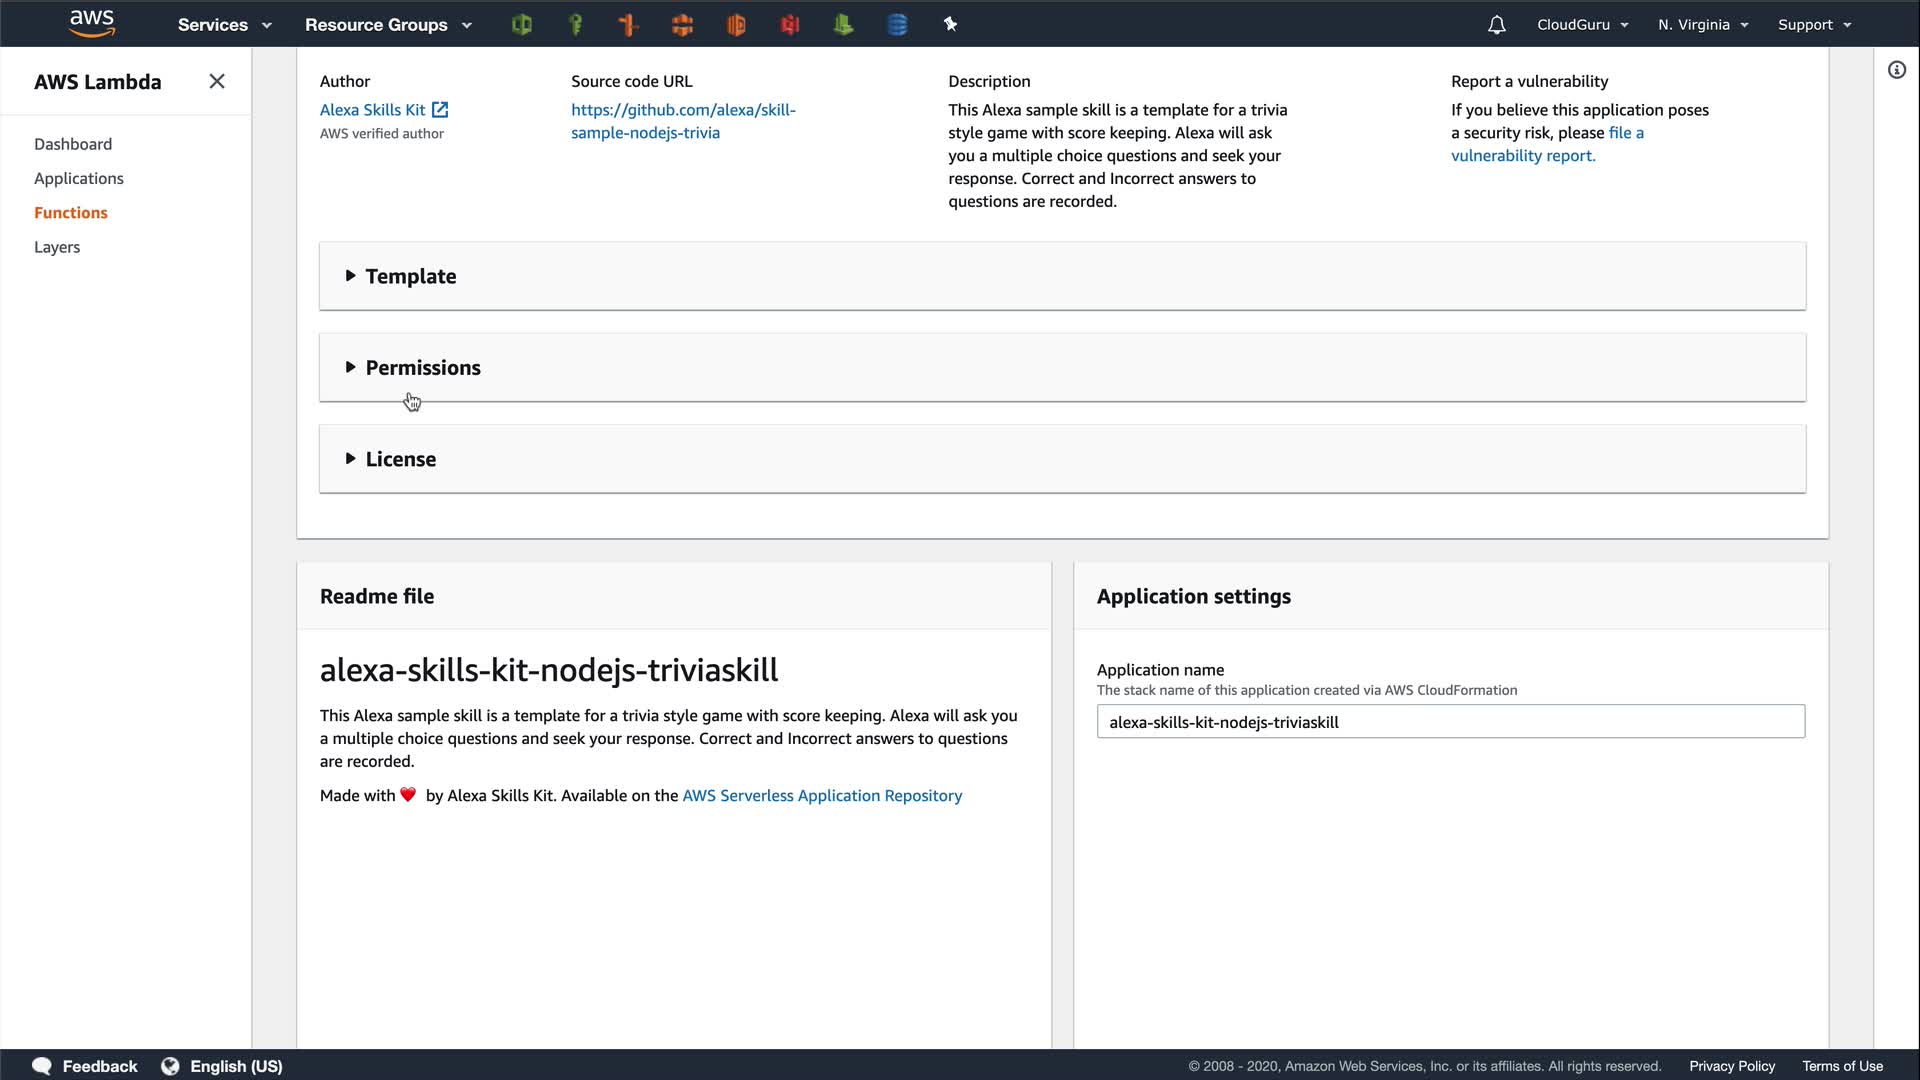 aws
Services
Resource Groups
CloudGuru
N. Virginia
Support
AWS Lambda
Dashboard
Applications
Functions
Layers
Author
Alexa Skills Kit
AWS verified author
Source code URL
https://github.com/alexa/skill-
sample-nodejs-trivia
Description
This Alexa sample skill is a template for a trivia
style game with score keeping. Alexa will ask
you a multiple choice questions and seek your
response. Correct and Incorrect answers to
questions are recorded.
Report a vulnerability
If you believe this application poses
a security risk, please file a
vulnerability report.
Template
Permissions
License
Readme file
alexa-skills-kit-nodejs-triviaskill
This Alexa sample skill is a template for a trivia style game with score keeping. Alexa will ask you
a multiple choice questions and seek your response. Correct and Incorrect answers to questions
are recorded.
Made with ❤️ by Alexa Skills Kit. Available on the AWS Serverless Application Repository
Application settings
Application name
The stack name of this application created via AWS CloudFormation
alexa-skills-kit-nodejs-triviaskill
Feedback
English (US)
© 2008 - 2020, Amazon Web Services, Inc. or its affiliates. All rights reserved.
Privacy Policy
Terms of Use